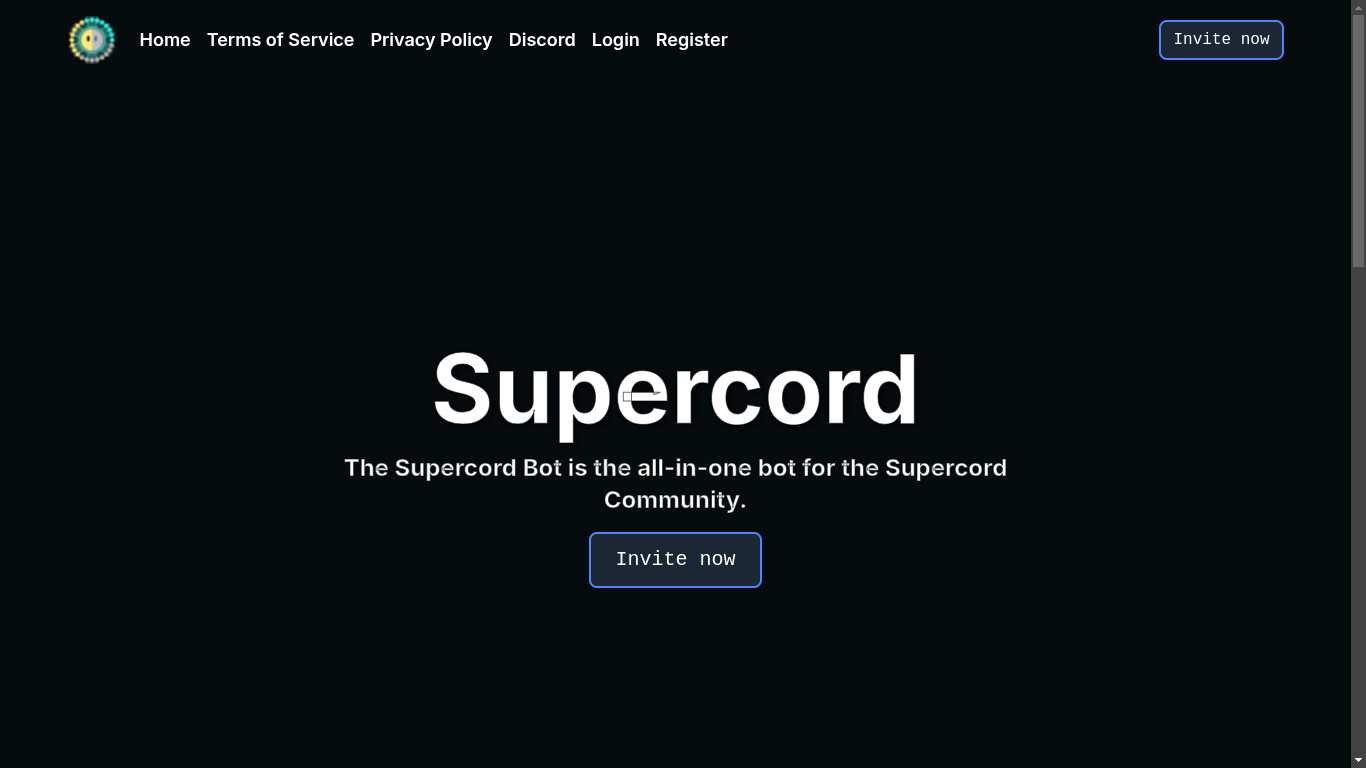 Home Terms of Service Privacy Policy Discord Login Register Invite now
Supercord
The Supercord Bot is the all-in-one bot for the Supercord
Community.
Invite now